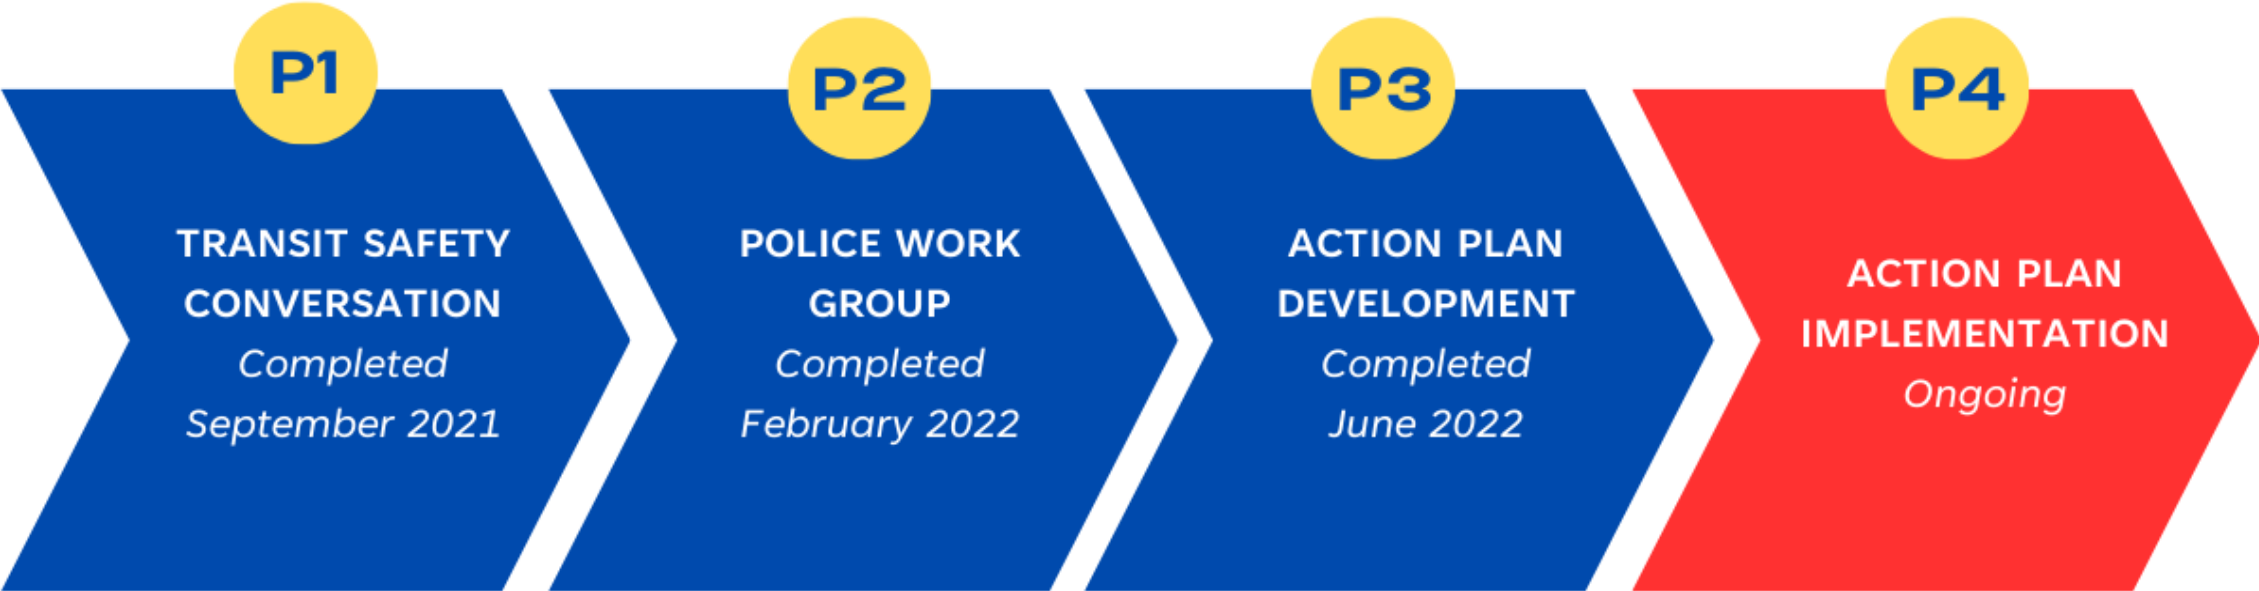 P1
TRANSIT SAFETY
CONVERSATION
Completed
September 2021
P2
POLICE WORK
GROUP
Completed
February 2022
P3
ACTION PLAN
DEVELOPMENT
Completed
June 2022
P4
ACTION PLAN
IMPLEMENTATION
Ongoing